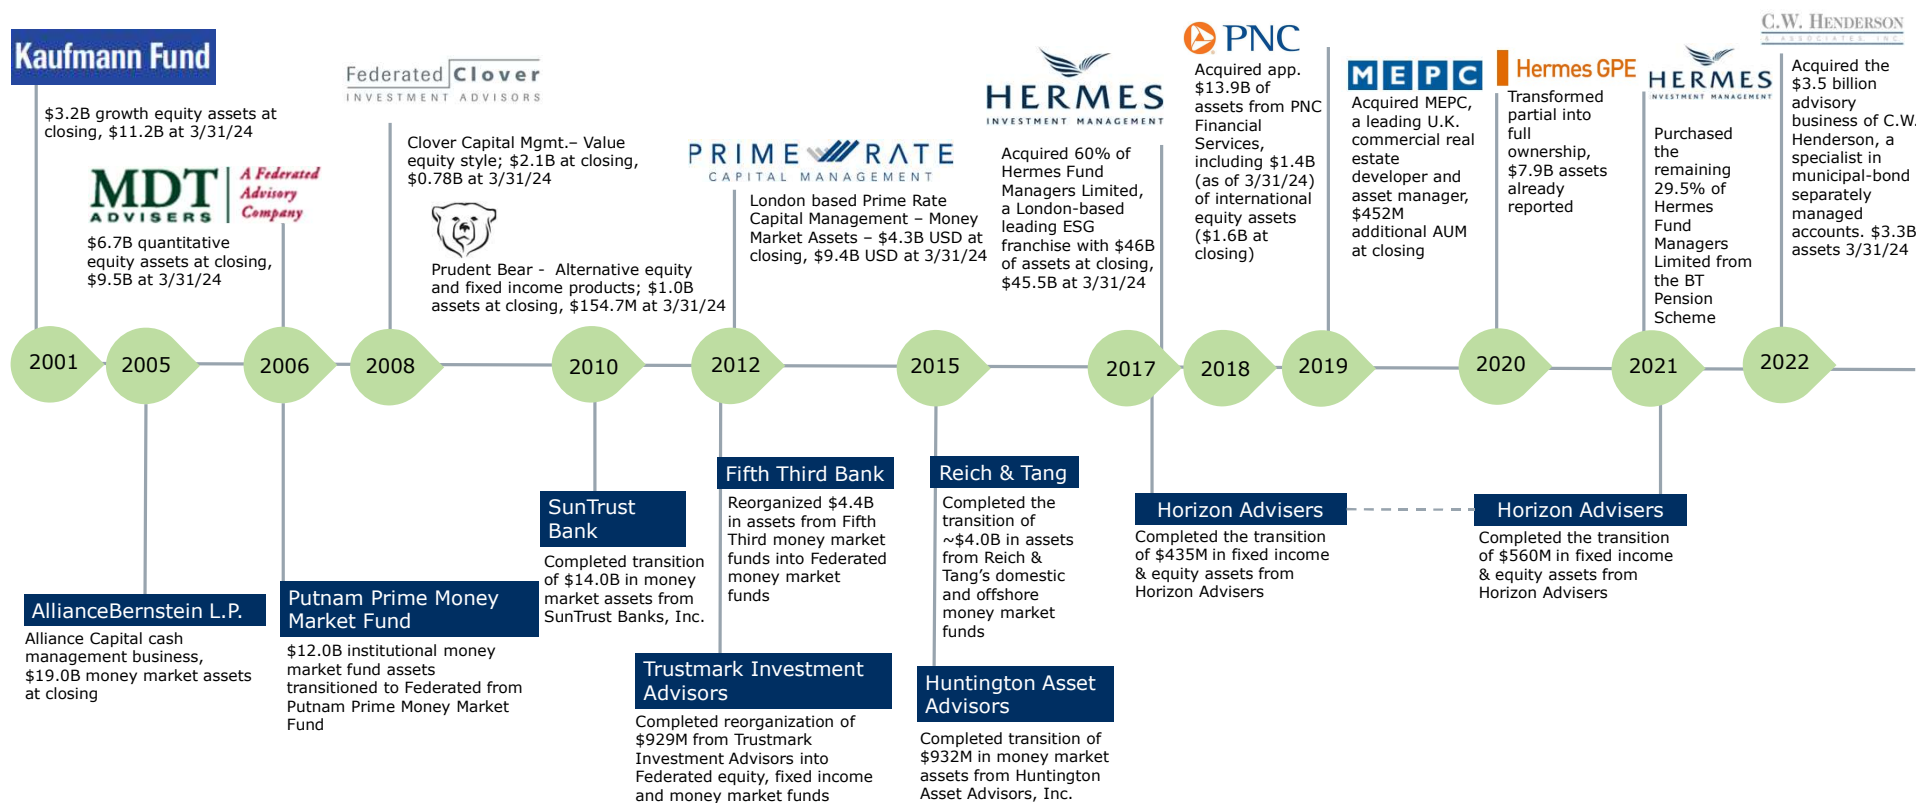 Kaufmann Fund
$3.2B growth equity assets at
closing, $11.2B at 3/31/24
MDT
ADVISERS
A Federated
Advisory
Company
$6.7B quantitative
equity assets at closing,
$9.5B at 3/31/24
Federated Clover
INVESTMENT ADVISORS
Clover Capital Mgmt.– Value
equity style; $2.1B at closing,
$0.78B at 3/31/24
Prudent Bear - Alternative equity
and fixed income products; $1.0B
assets at closing, $154.7M at 3/31/24
PRIME RATE
CAPITAL MANAGEMENT
London based Prime Rate
Capital Management – Money
Market Assets – $4.3B USD at
closing, $9.4B USD at 3/31/24
HERMES
INVESTMENT MANAGEMENT
Acquired 60% of
Hermes Fund
Managers Limited,
a London-based
leading ESG
franchise with $46B
of assets at closing,
$45.5B at 3/31/24
PNC
Acquired app.
$13.9B of
assets from PNC
Financial
Services,
including $1.4B
(as of 3/31/24)
of international
equity assets
($1.6B at
closing)
MEPC
Acquired MEPC,
a leading U.K.
commercial real
estate
developer and
asset manager,
$452M
additional AUM
at closing
Hermes GPE
Transformed
partial into
full
ownership,
$7.9B assets
already
reported
HERMES
INVESTMENT MANAGEMENT
Purchased
the
remaining
29.5% of
Hermes
Fund
Managers
Limited from
the BT
Pension
Scheme
C.W. HENDERSON
& ASSOCIATES, INC.
Acquired the
$3.5 billion
advisory
business of C.W.
Henderson, a
specialist in
municipal-bond
separately
managed
accounts. $3.3B
assets 3/31/24
2001
2005
2006
2008
2010
2012
2015
2017
2018
2019
2020
2021
2022
AllianceBernstein L.P.
Alliance Capital cash
management business,
$19.0B money market assets
at closing
Putnam Prime Money
Market Fund
$12.0B institutional money
market fund assets
transitioned to Federated from
Putnam Prime Money Market
Fund
SunTrust
Bank
Completed transition
of $14.0B in money
market assets from
SunTrust Banks, Inc.
Fifth Third Bank
Reorganized $4.4B
in assets from Fifth
Third money market
funds into Federated
money market
funds
Trustmark Investment
Advisors
Completed reorganization of
$929M from Trustmark
Investment Advisors into
Federated equity, fixed income
and money market funds
Reich & Tang
Completed the
transition of
~$4.0B in assets
from Reich &
Tang’s domestic
and offshore
money market
funds
Huntington Asset
Advisors
Completed transition of
$932M in money market
assets from Huntington
Asset Advisors, Inc.
Horizon Advisers
Completed the transition
of $435M in fixed income
& equity assets from
Horizon Advisers
Horizon Advisers
Completed the transition
of $560M in fixed income
& equity assets from
Horizon Advisers